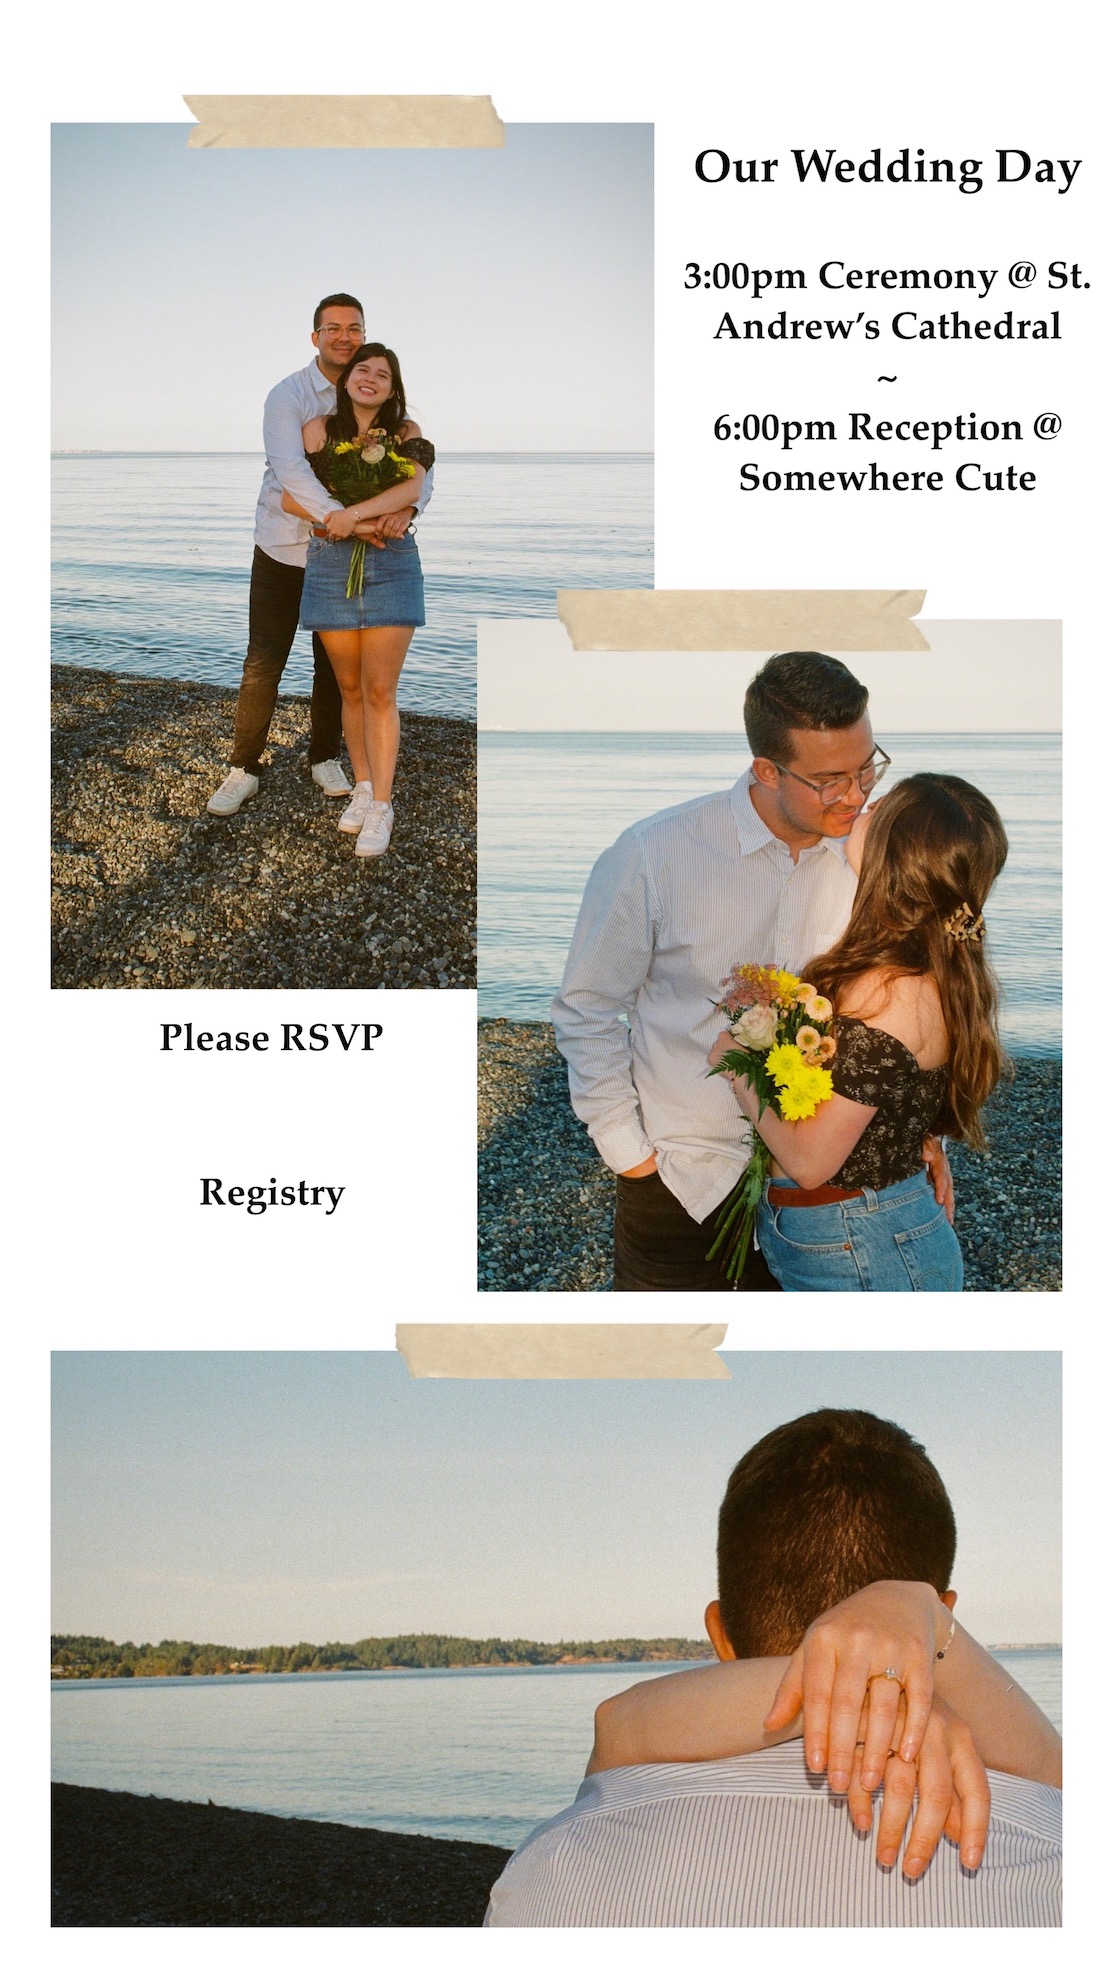 Our Wedding Day
3:00pm Ceremony @ St.
Andrew’s Cathedral
~
6:00pm Reception @
Somewhere Cute
Please RSVP
Registry